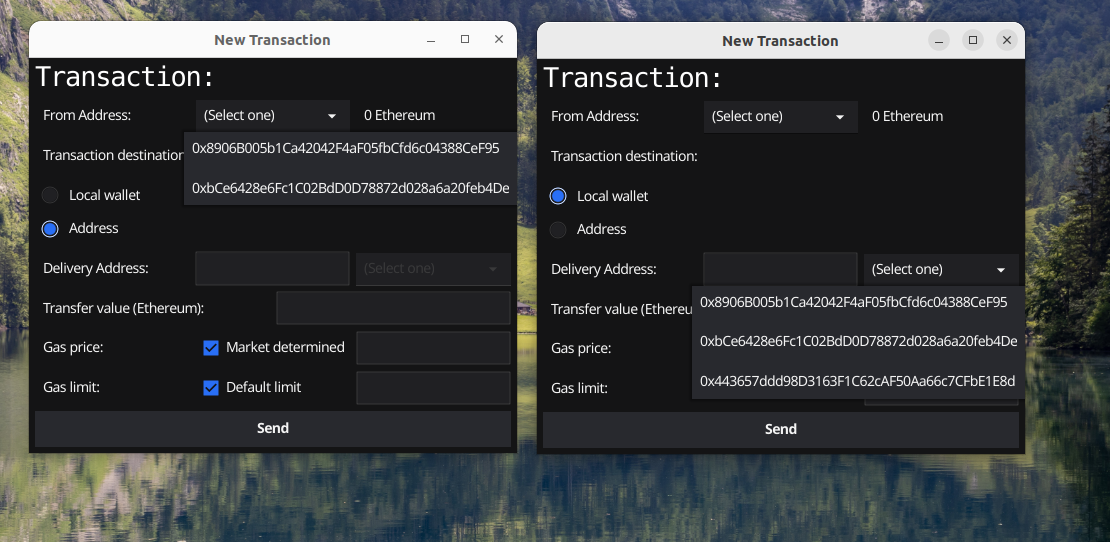 New Transaction
Transaction:
From Address: (Select one) 0 Ethereum
Transaction destination
0x8906B005b1Ca42042F4aF05fbCfd6c04388CeF95
0xbCe6428e6Fc1C02BdD0D78872d028a6a20feb4De
Local wallet
Address
Delivery Address: (Select one)
Transfer value (Ethereum):
Gas price: Market determined
Gas limit: Default limit
Send
New Transaction
Transaction:
From Address: (Select one) 0 Ethereum
Transaction destination:
Local wallet
Address
Delivery Address: (Select one)
Transfer value (Ethereu
0x8906B005b1Ca42042F4aF05fbCfd6c04388CeF95
0xbCe6428e6Fc1C02BdD0D78872d028a6a20feb4De
Gas price:
0x443657ddd98D3163F1C62cAF50Aa66c7CFbE1E8d
Gas limit:
Send